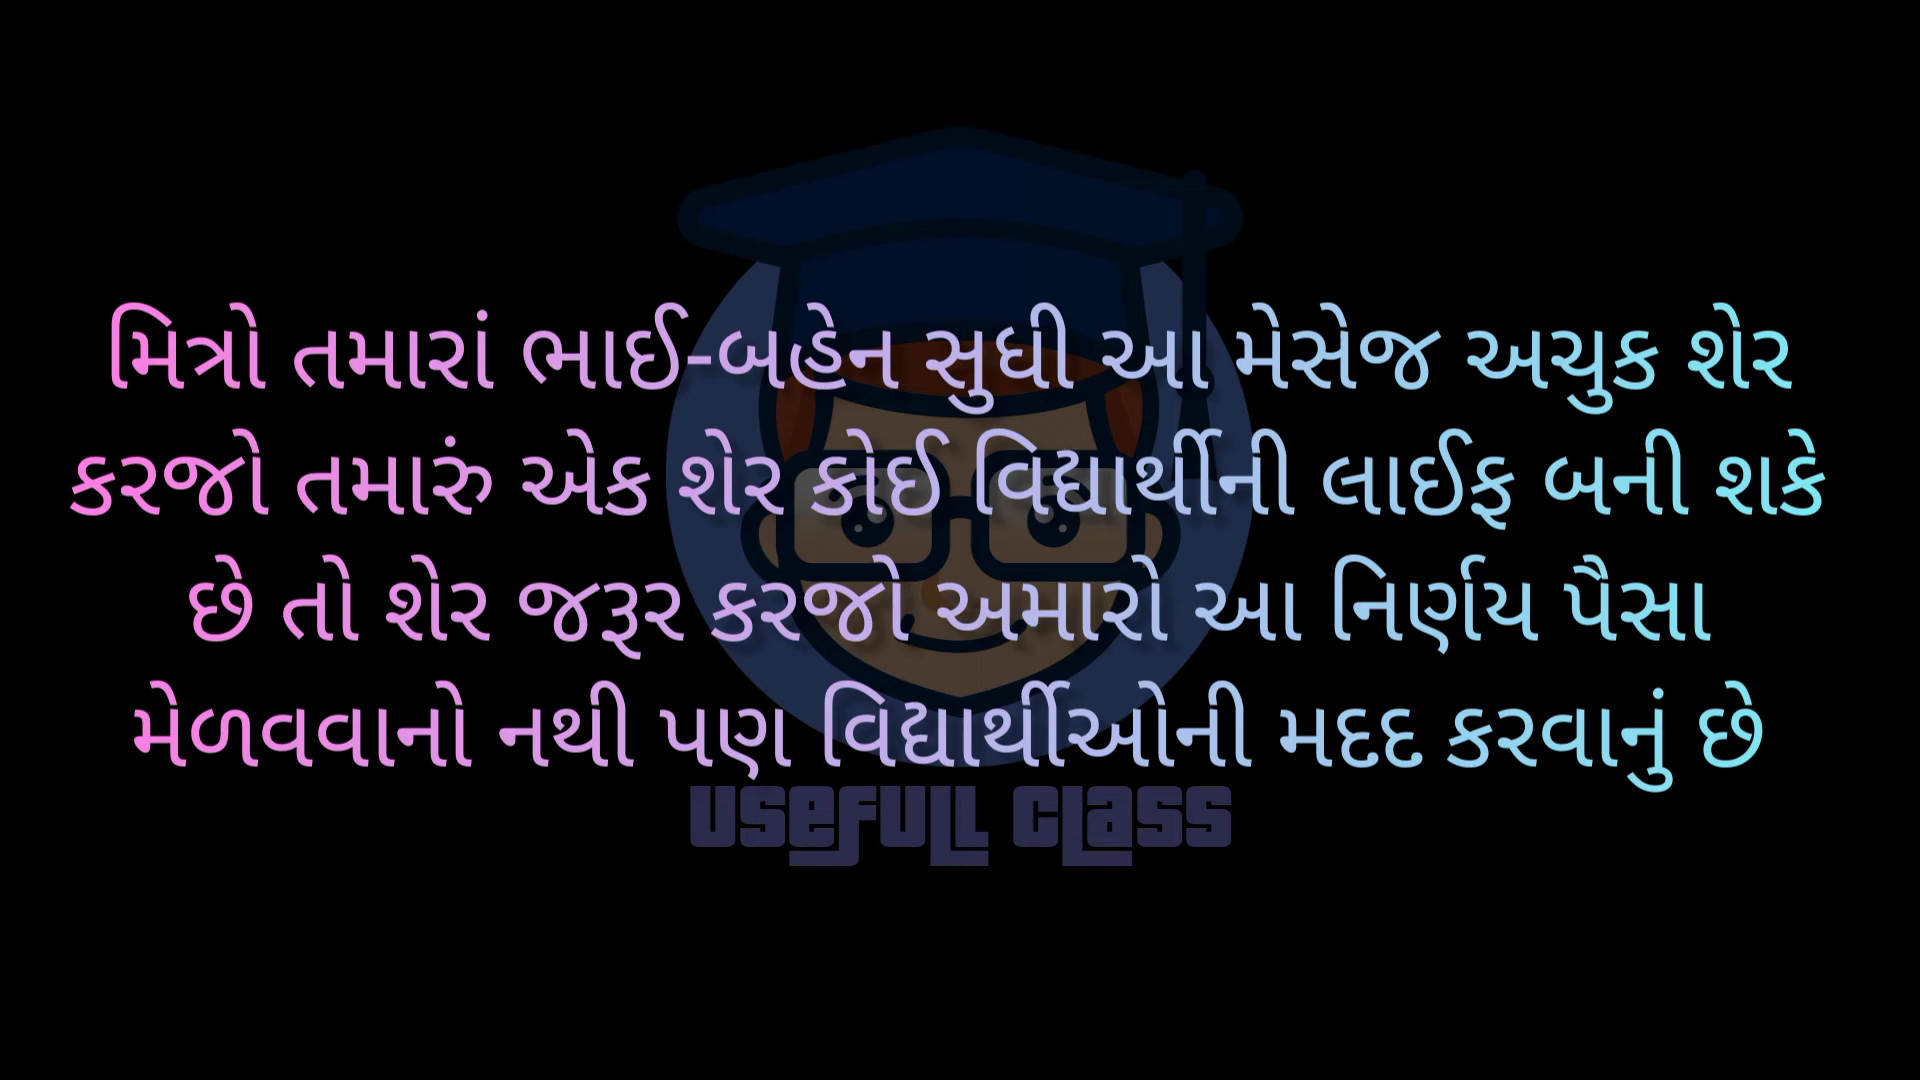 મિત્રો તમારાં ભાઈ-બહેન સુધી આ મેસેજ અચુક શેર
કરજો તમારું એક શેર કોઈ વિદ્યાર્થીની લાઈફ બની શકે
છે તો શેર જરૂર કરજો અમારો આ નિર્ણય પૈસા
મેળવવાનો નથી પણ વિદ્યાર્થીઓની મદદ કરવાનું છે
USEFULL CLASS